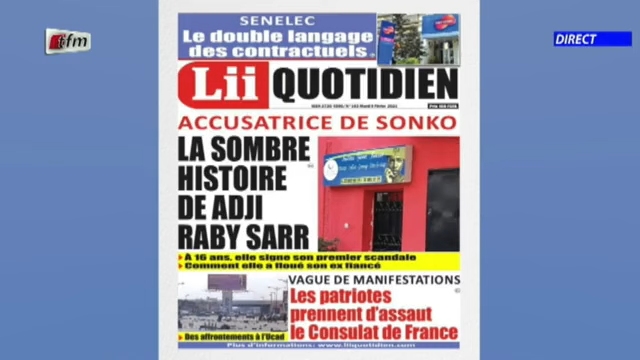 tfm
DIRECT
SENELEC
Le double langage
des contractuels
Lii QUOTIDIEN
ACCUSATRICE DE SONKO
LA SOMBRE
HISTOIRE
DE ADJI
RABY SARR
À 16 ans, elle signe son premier scandale
Comment elle a floué son ex fiancé
VAGUE DE MANIFESTATIONS
Les patriotes
prennent d'assaut
le Consulat de France
Des affrontements à l'Ucad
Plus d'informations: www.liiquotidien.com